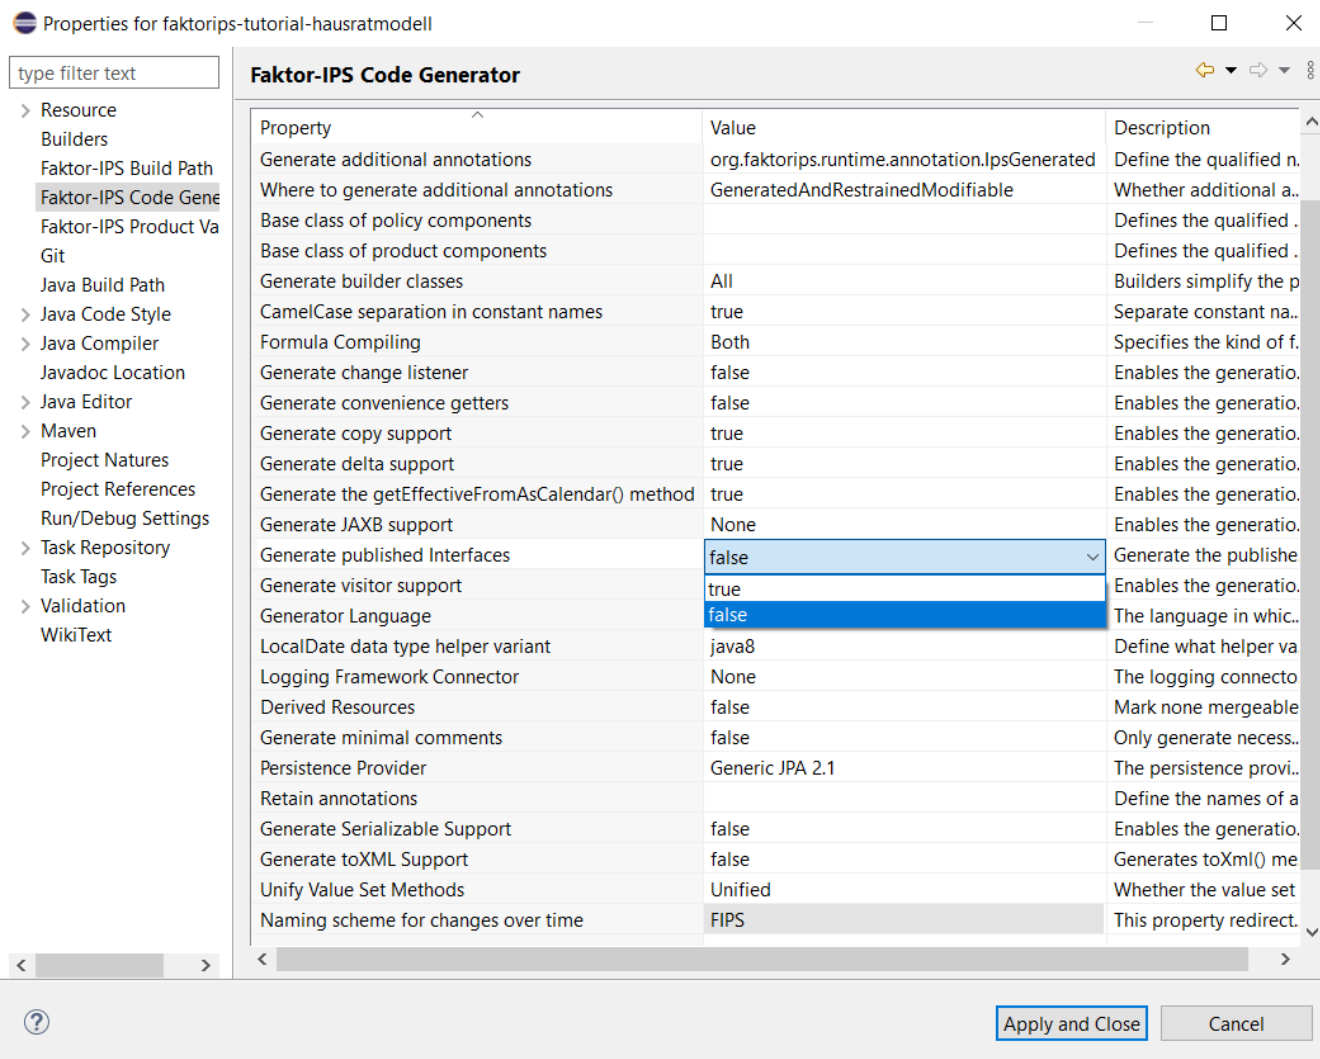 Properties for faktorips-tutorial-hausratmodell
type filter text
Resource
Builders
Faktor-IPS Build Path
Faktor-IPS Code Gene
Faktor-IPS Product Va
Git
Java Build Path
Java Code Style
Java Compiler
Javadoc Location
Java Editor
Maven
Project Natures
Project References
Run/Debug Settings
Task Repository
Task Tags
Validation
WikiText
Faktor-IPS Code Generator
Property Value Description
Generate additional annotations org.faktorips.runtime.annotation.IpsGenerated Define the qualified n.
Where to generate additional annotations GeneratedAndRestrainedModifiable Whether additional a..
Base class of policy components Defines the qualified .
Base class of product components Defines the qualified .
Generate builder classes All Builders simplify the p
CamelCase separation in constant names true Separate constant na..
Formula Compiling Both Specifies the kind of f.
Generate change listener false Enables the generatio.
Generate convenience getters false Enables the generatio.
Generate copy support true Enables the generatio.
Generate delta support true Enables the generatio.
Generate the getEffectiveFromAsCalendar() method true Enables the generatio.
Generate JAXB support None Enables the generatio.
Generate published Interfaces false Generate the publishe
Generate visitor support true Enables the generatio.
Generator Language false The language in whic..
LocalDate data type helper variant java8 Define what helper va
Logging Framework Connector None The logging connecto
Derived Resources false Mark none mergeable
Generate minimal comments false Only generate necess..
Persistence Provider Generic JPA 2.1 The persistence provi..
Retain annotations Define the names of a
Generate Serializable Support false Enables the generatio.
Generate toXML Support false Generates toXml() me
Unify Value Set Methods Unified Whether the value set
Naming scheme for changes over time FIPS This property redirect.
Apply and Close Cancel